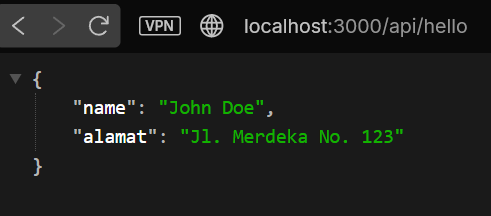 VPN localhost:3000/api/hello
{
"name": "John Doe",
"alamat": "Jl. Merdeka No. 123"
}